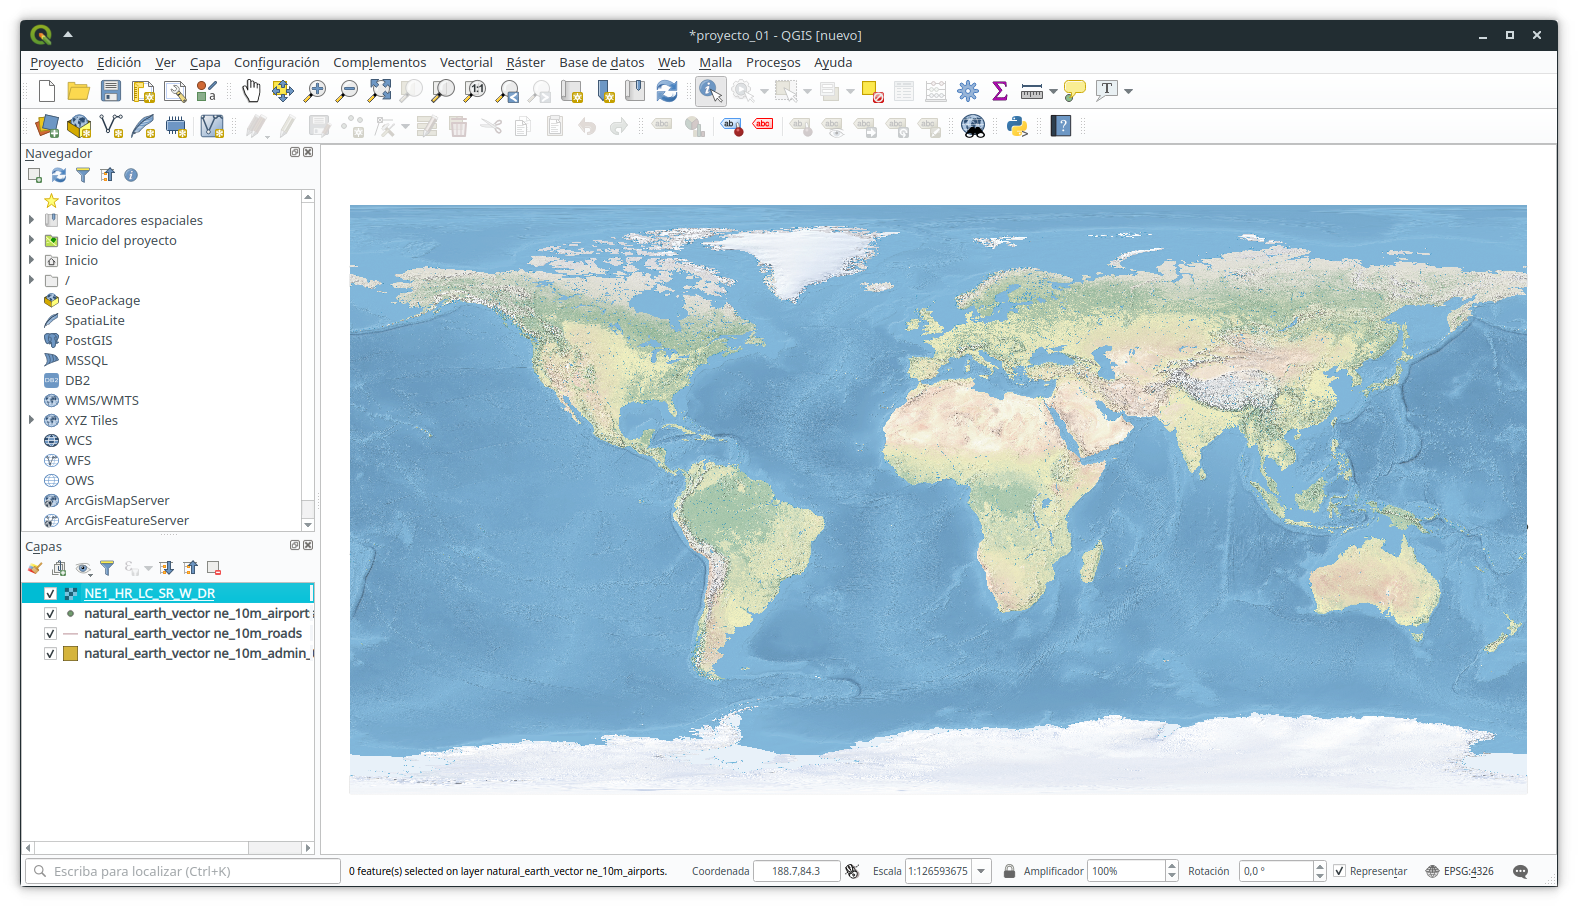 *proyecto_01 - QGIS [nuevo]
Proyecto Edición Ver Capa Configuración Complementos Vectorial Ráster Base de datos Web Malla Procesos Ayuda
Navegador
Favoritos
Marcadores espaciales
Inicio del proyecto
Inicio
/
GeoPackage
SpatiaLite
PostGIS
MSSQL
DB2
WMS/WMTS
XYZ Tiles
WCS
WFS
OWS
ArcGisMapServer
ArcGisFeatureServer
Capas
NE1_HR_LC_SR_W_DR
natural_earth_vector ne_10m_airport
natural_earth_vector ne_10m_roads
natural_earth_vector ne_10m_admin_
Escriba para localizar (Ctrl+K) 0 feature(s) selected on layer natural_earth_vector ne_10m_airports. Coordenada 188.7,84.3 Escala 1:126593675 Amplificador 100% Rotación 0,0 ° Representar EPSG:4326